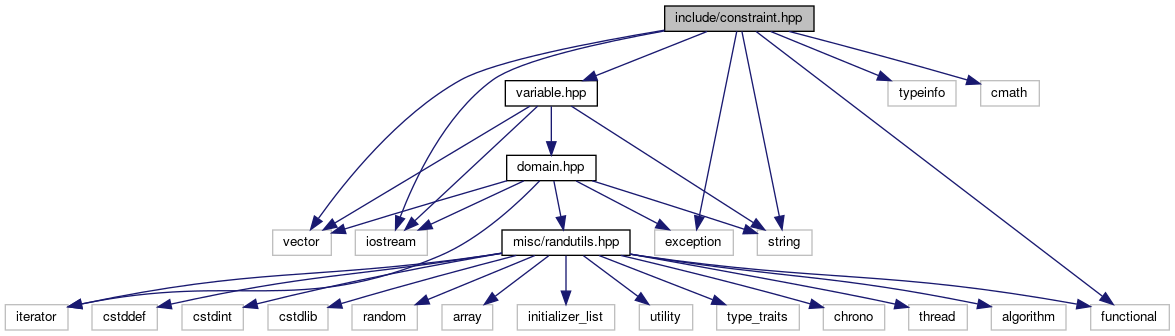 include/constraint.hpp
variable.hpp
typeinfo
cmath
domain.hpp
vector
iostream
misc/randutils.hpp
exception
string
iterator
cstddef
cstdint
cstdlib
random
array
initializer_list
utility
type_traits
chrono
thread
algorithm
functional